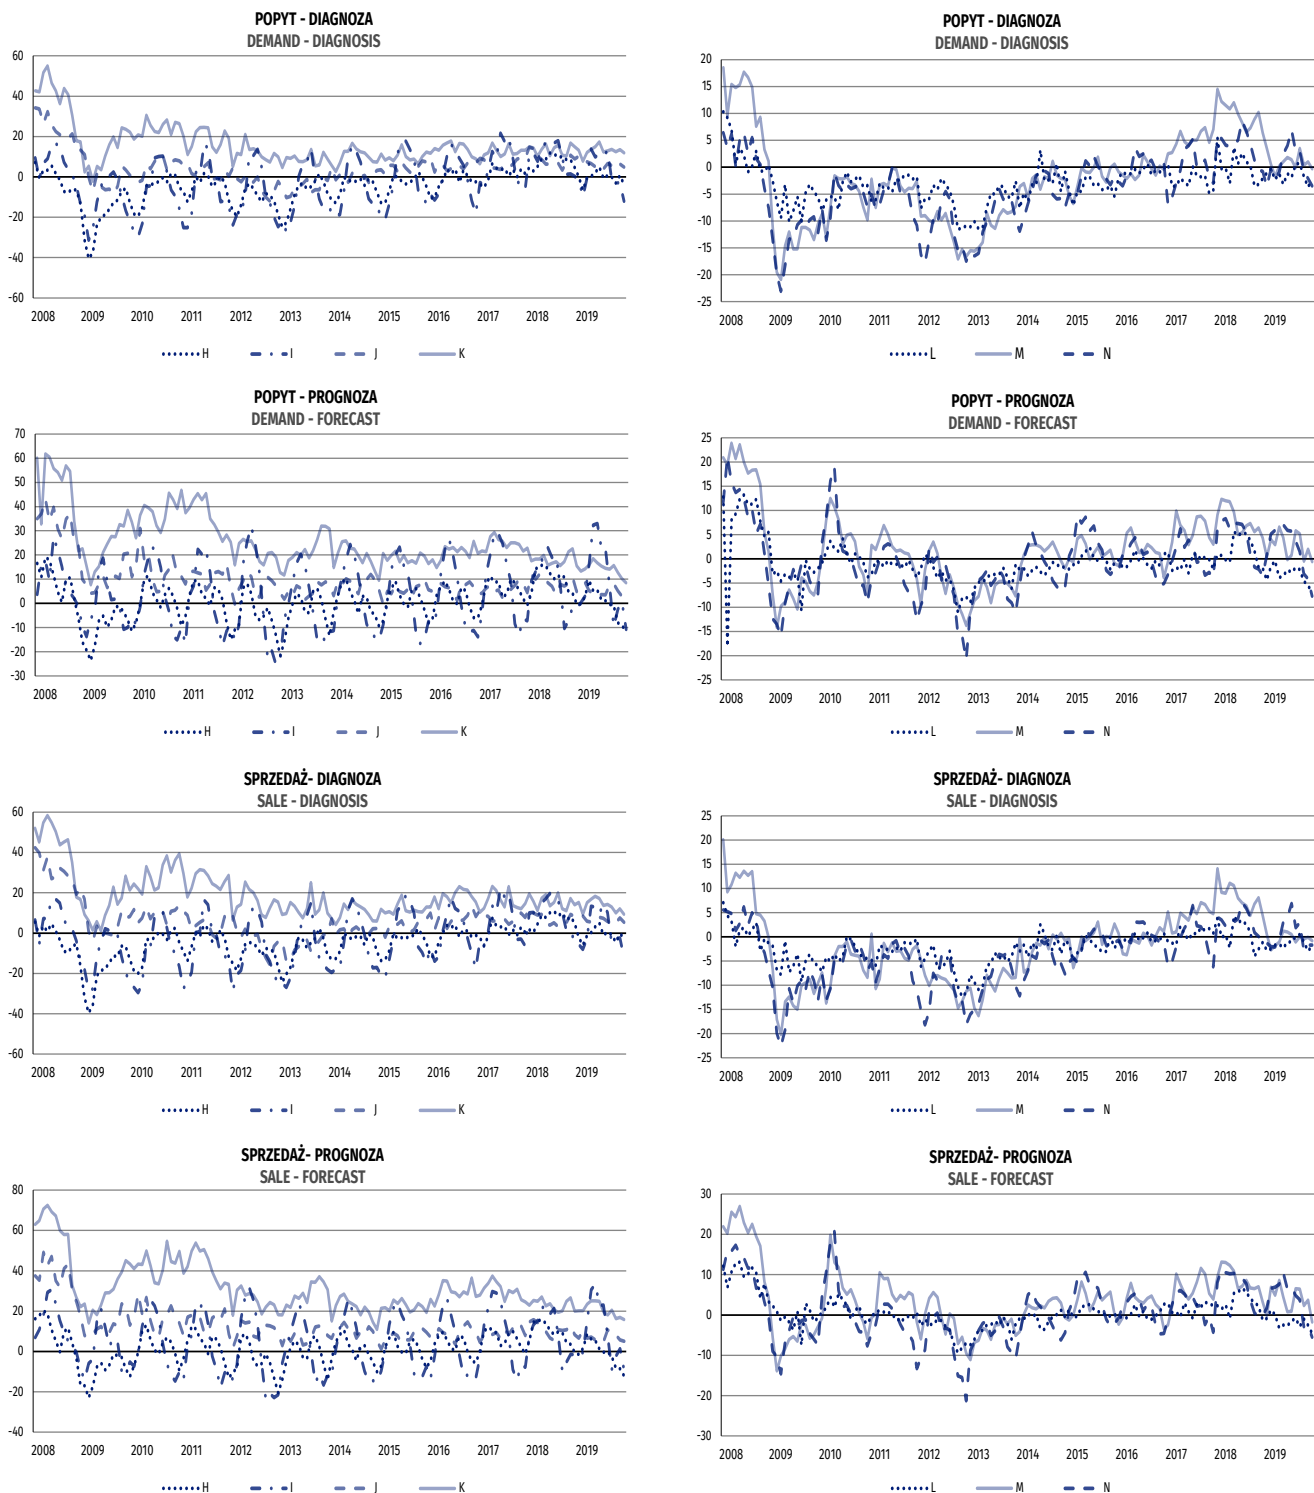 POPYT - DIAGNOZA
DEMAND - DIAGNOSIS
60
40
20
0
-20
-40
-60
2008 2009 2010 2011 2012 2013 2014 2015 2016 2017 2018 2019
H I J K
POPYT - DIAGNOZA
DEMAND - DIAGNOSIS
20
15
10
5
0
-5
-10
-15
-20
-25
2008 2009 2010 2011 2012 2013 2014 2015 2016 2017 2018 2019
L M N
POPYT - PROGNOZA
DEMAND - FORECAST
70
60
50
40
30
20
10
0
-10
-20
-30
2008 2009 2010 2011 2012 2013 2014 2015 2016 2017 2018 2019
H I J K
POPYT - PROGNOZA
DEMAND - FORECAST
25
20
15
10
5
0
-5
-10
-15
-20
-25
2008 2009 2010 2011 2012 2013 2014 2015 2016 2017 2018 2019
L M N
SPRZEDAŻ- DIAGNOZA
SALE - DIAGNOSIS
60
40
20
0
-20
-40
-60
2008 2009 2010 2011 2012 2013 2014 2015 2016 2017 2018 2019
H I J K
SPRZEDAŻ- DIAGNOZA
SALE - DIAGNOSIS
25
20
15
10
5
0
-5
-10
-15
-20
-25
2008 2009 2010 2011 2012 2013 2014 2015 2016 2017 2018 2019
L M N
SPRZEDAŻ- PROGNOZA
SALE - FORECAST
80
60
40
20
0
-20
-40
2008 2009 2010 2011 2012 2013 2014 2015 2016 2017 2018 2019
H I J K
SPRZEDAŻ- PROGNOZA
SALE - FORECAST
30
20
10
0
-10
-20
-30
2008 2009 2010 2011 2012 2013 2014 2015 2016 2017 2018 2019
L M N